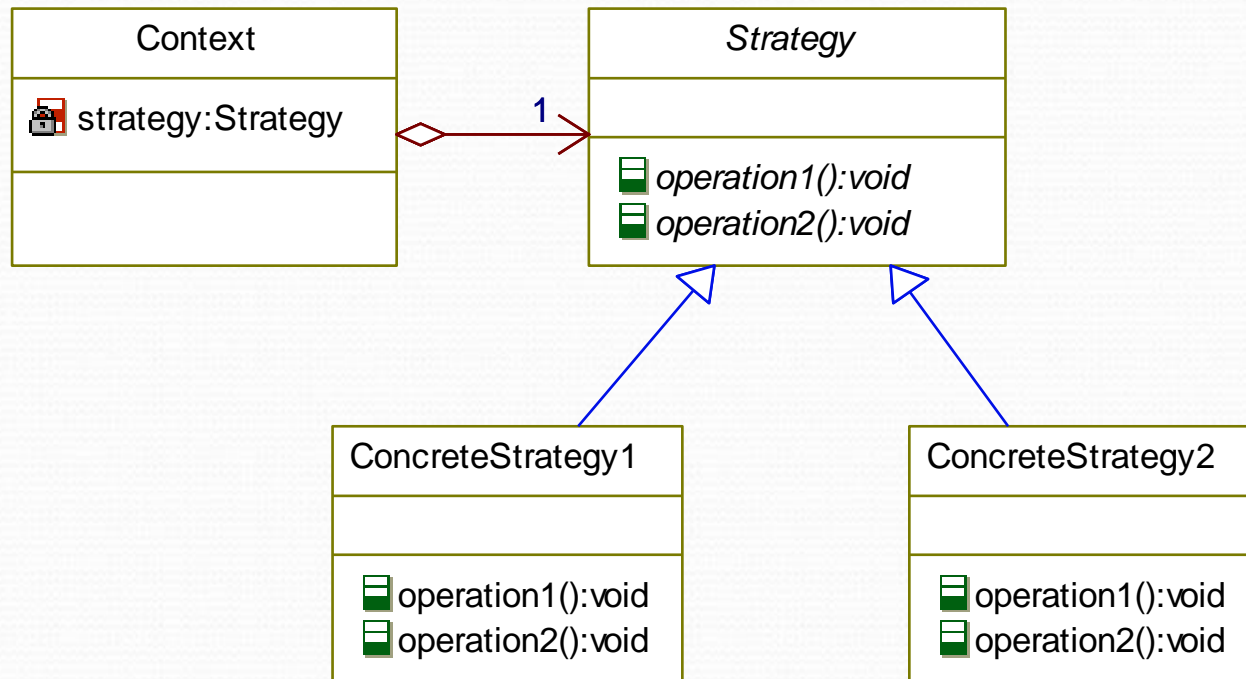 Context
strategy:Strategy
1
Strategy
operation1():void
operation2():void
ConcreteStrategy1
operation1():void
operation2():void
ConcreteStrategy2
operation1():void
operation2():void